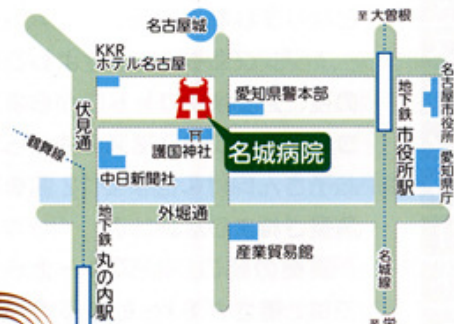 名古屋城
至 大曽根
KKR
ホテル名古屋
愛知県警本部
名古屋市役所
地下鉄 市役所駅
伏見通
護国神社
名城病院
愛知県庁
鶴舞線
中日新聞社
外堀通
地下鉄 丸の内駅
産業貿易館
名城線
至 栄